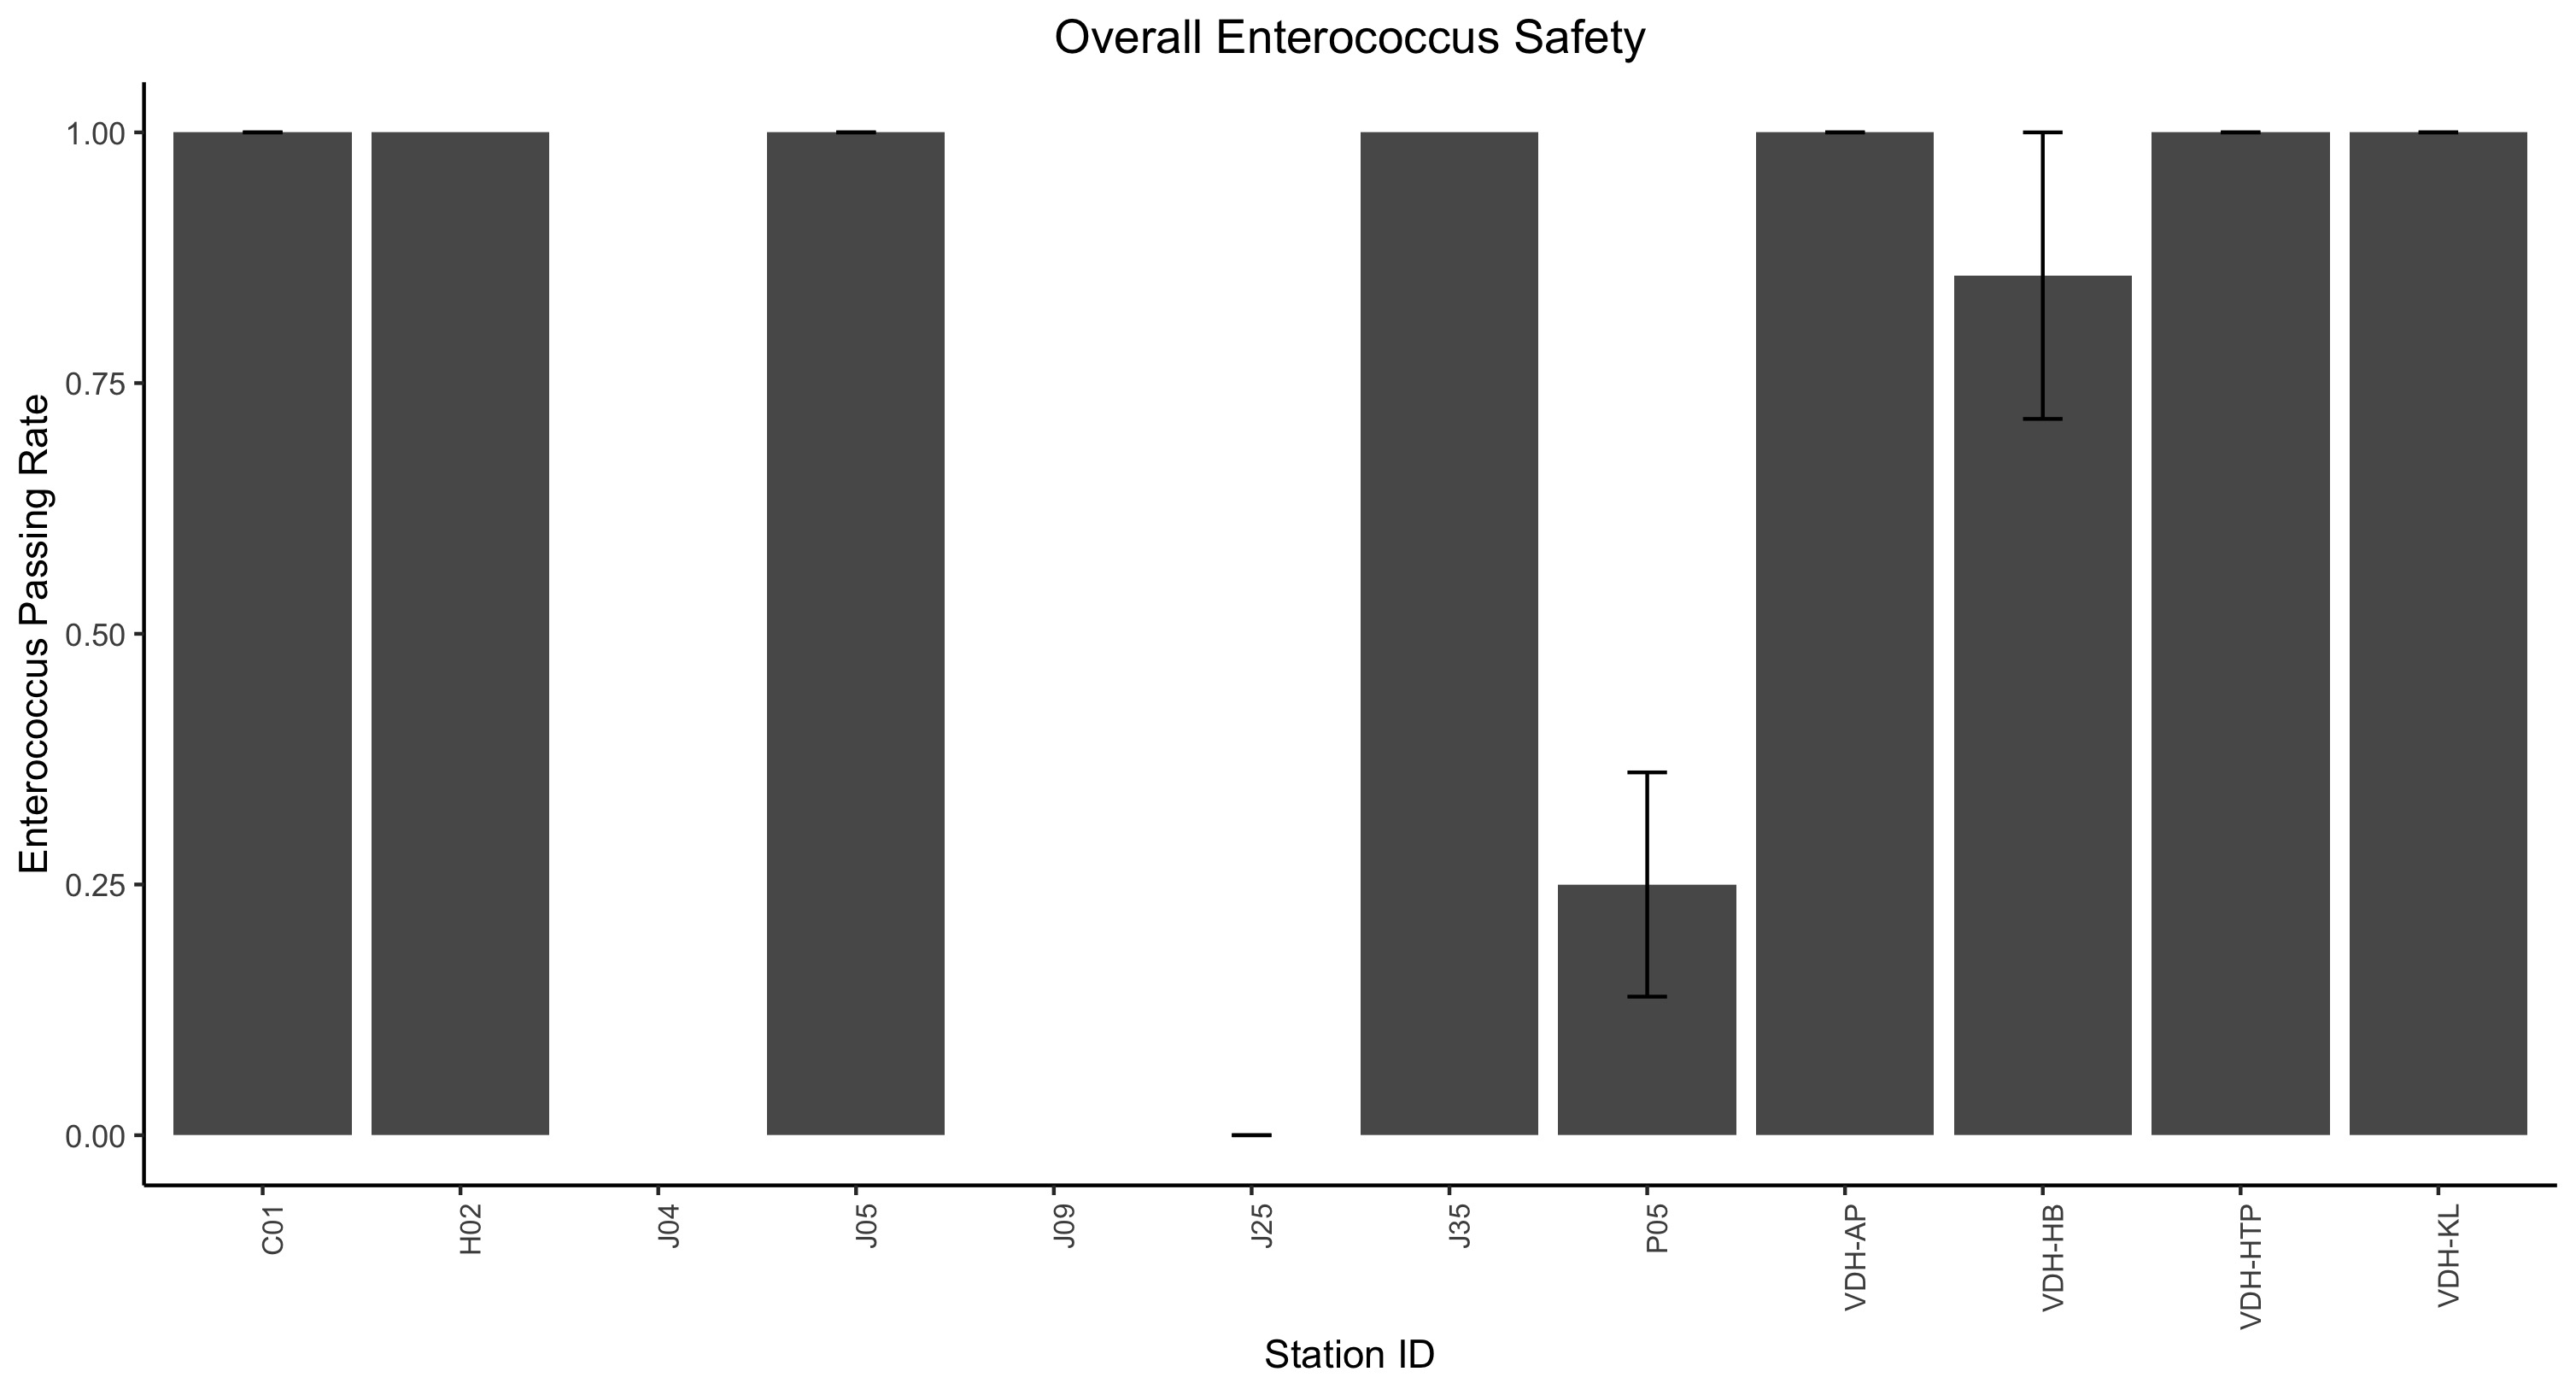 Overall Enterococcus Safety
Enterococcus Passing Rate
1.00
0.75
0.50
0.25
0.00
C01
H02
J04
J05
J09
J25
J35
P05
VDH-AP
VDH-HB
VDH-HTP
VDH-KL
Station ID